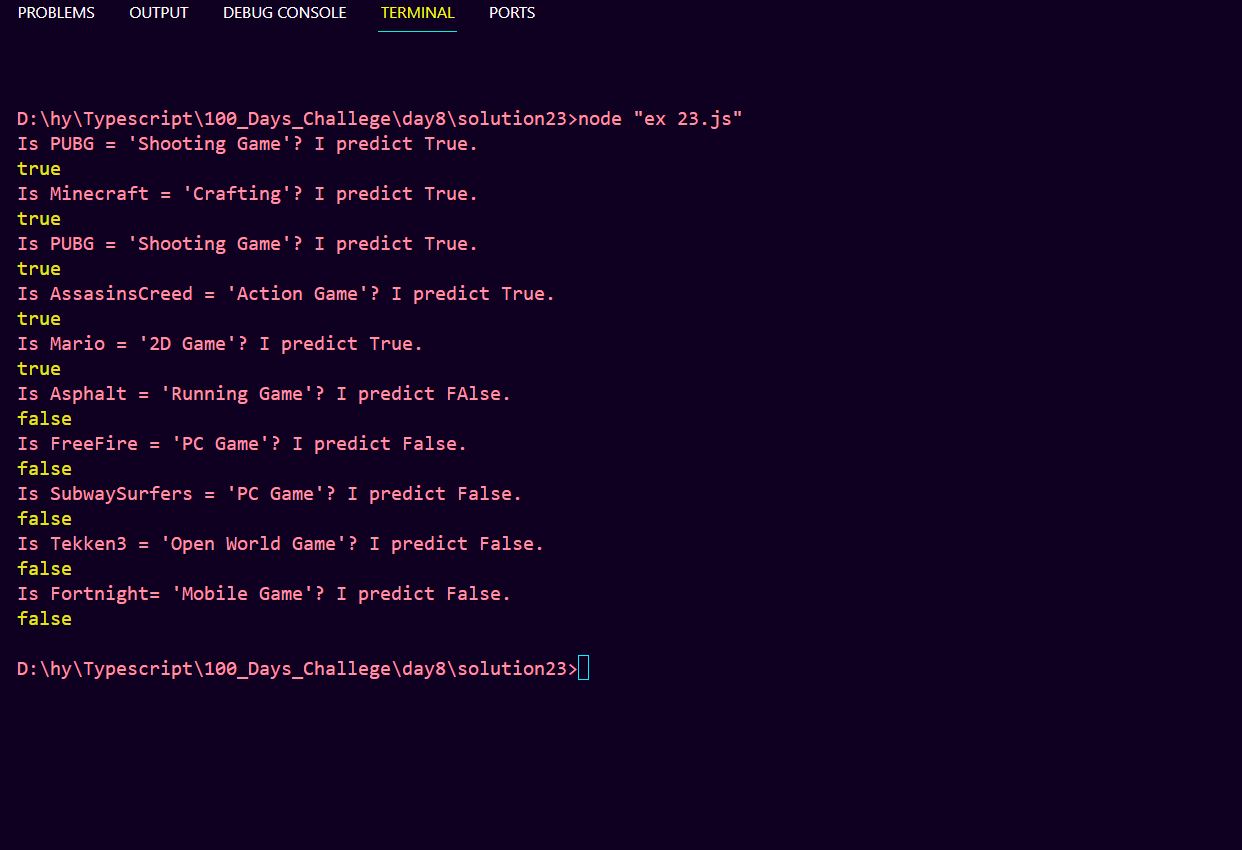 PROBLEMS OUTPUT DEBUG CONSOLE TERMINAL PORTS
D:\hy\Typescript\100_Days_Challege\day8\solution23>node "ex 23.js"
Is PUBG = 'Shooting Game'? I predict True.
true
Is Minecraft = 'Crafting'? I predict True.
true
Is PUBG = 'Shooting Game'? I predict True.
true
Is AssasinsCreed = 'Action Game'? I predict True.
true
Is Mario = '2D Game'? I predict True.
true
Is Asphalt = 'Running Game'? I predict FAlse.
false
Is FreeFire = 'PC Game'? I predict False.
false
Is SubwaySurfers = 'PC Game'? I predict False.
false
Is Tekken3 = 'Open World Game'? I predict False.
false
Is Fortnight= 'Mobile Game'? I predict False.
false
D:\hy\Typescript\100_Days_Challege\day8\solution23>